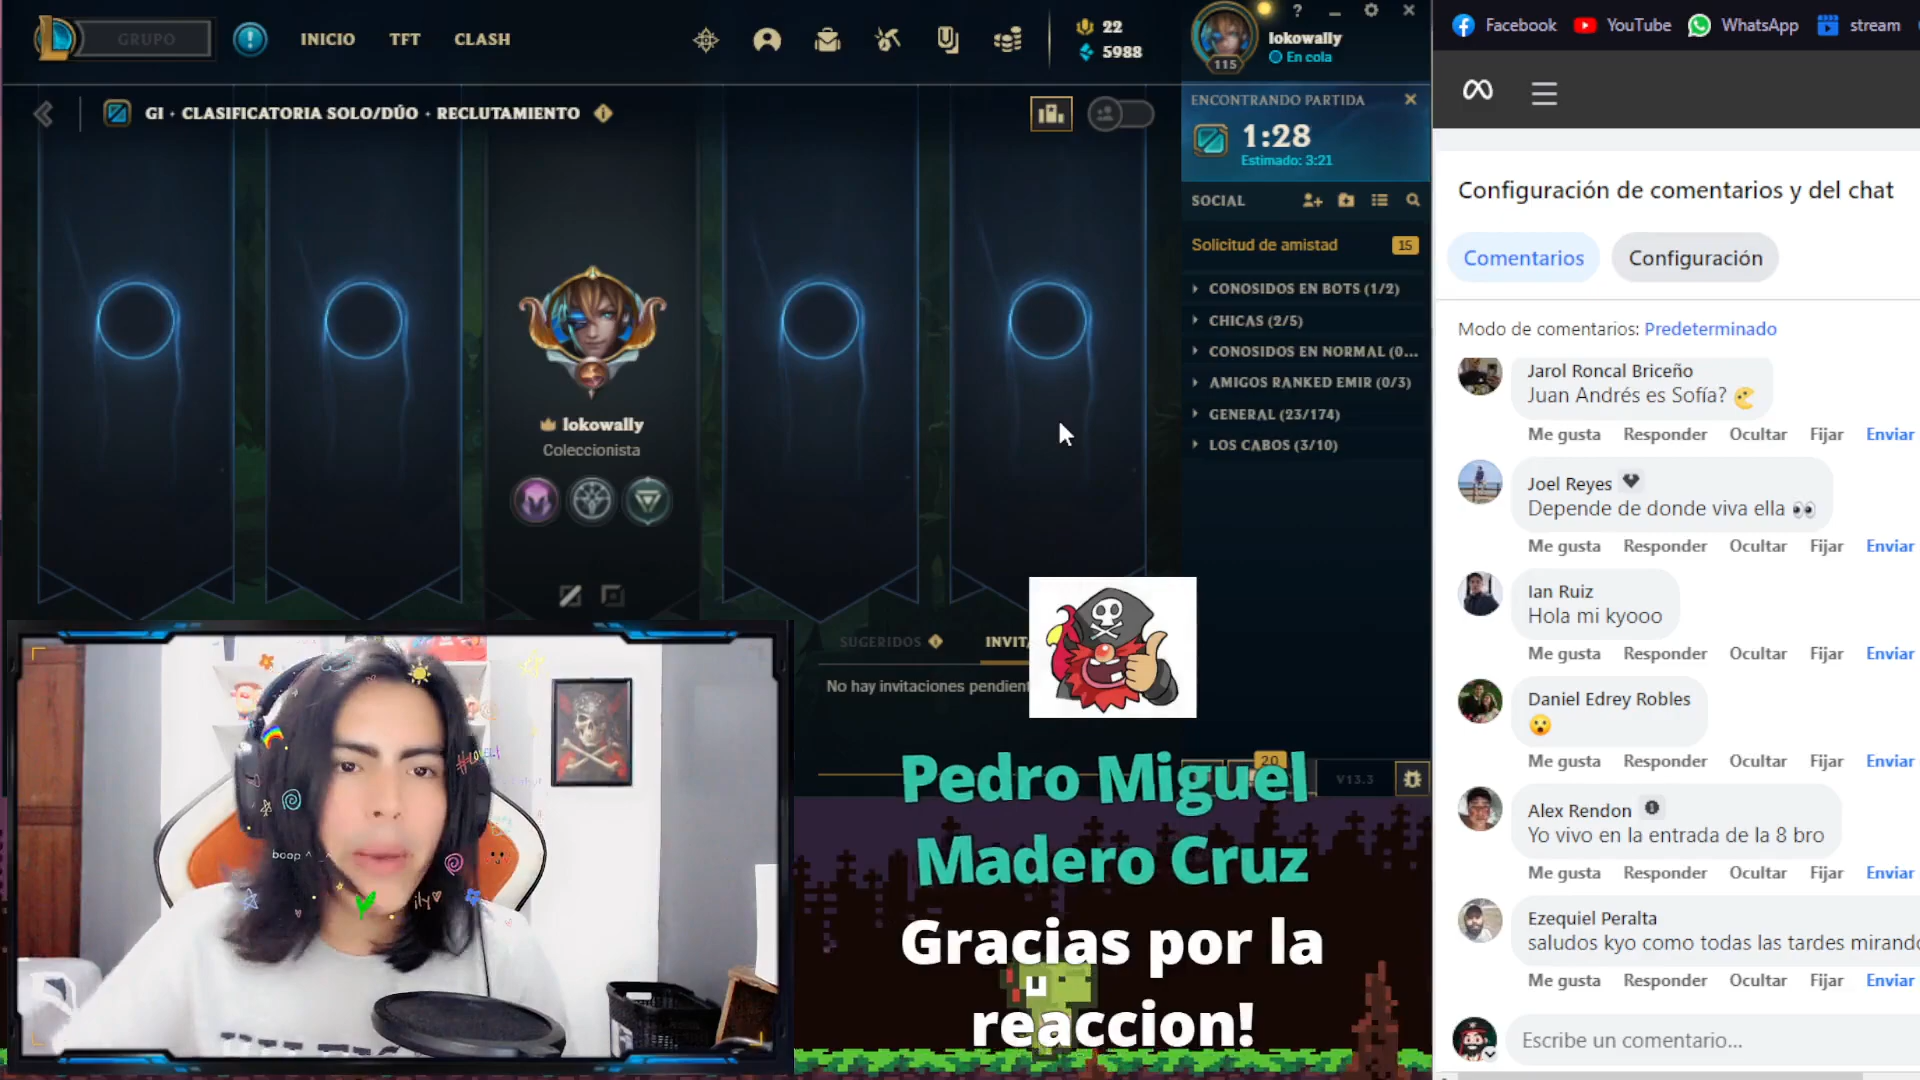 GRUPO
INICIO
TFT
CLASH
22
5988
115
lokowally
En cola
GI • CLASIFICATORIA SOLO/DÚO • RECLUTAMIENTO
ENCONTRANDO PARTIDA
1:28
Estimado: 3:21
SOCIAL
Solicitud de amistad
15
CONOSIDOS EN BOTS (1/2)
CHICAS (2/5)
CONOSIDOS EN NORMAL (0...
AMIGOS RANKED EMIR (0/3)
GENERAL (23/174)
LOS CABOS (3/10)
lokowally
Coleccionista
SUGERIDOS
INVITA
No hay invitaciones pendient
20
V13.3
boop ^ ^
ily
Pedro Miguel
Madero Cruz
Gracias por la
reaccion!
Facebook
YouTube
WhatsApp
stream
Configuración de comentarios y del chat
Comentarios
Configuración
Modo de comentarios: Predeterminado
Jarol Roncal Briceño
Juan Andrés es Sofía?
Me gusta Responder Ocultar Fijar Enviar
Joel Reyes
Depende de donde viva ella
Me gusta Responder Ocultar Fijar Enviar
Ian Ruiz
Hola mi kyooo
Me gusta Responder Ocultar Fijar Enviar
Daniel Edrey Robles
Me gusta Responder Ocultar Fijar Enviar
Alex Rendon
Yo vivo en la entrada de la 8 bro
Me gusta Responder Ocultar Fijar Enviar
Ezequiel Peralta
saludos kyo como todas las tardes mirando
Me gusta Responder Ocultar Fijar Enviar
Escribe un comentario...